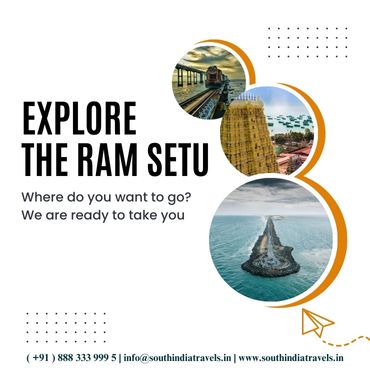 EXPLORE
THE RAM SETU
Where do you want to go?
We are ready to take you
( +91 ) 888 333 999 5 | info@southindiatravels.in | www.southindiatravels.in